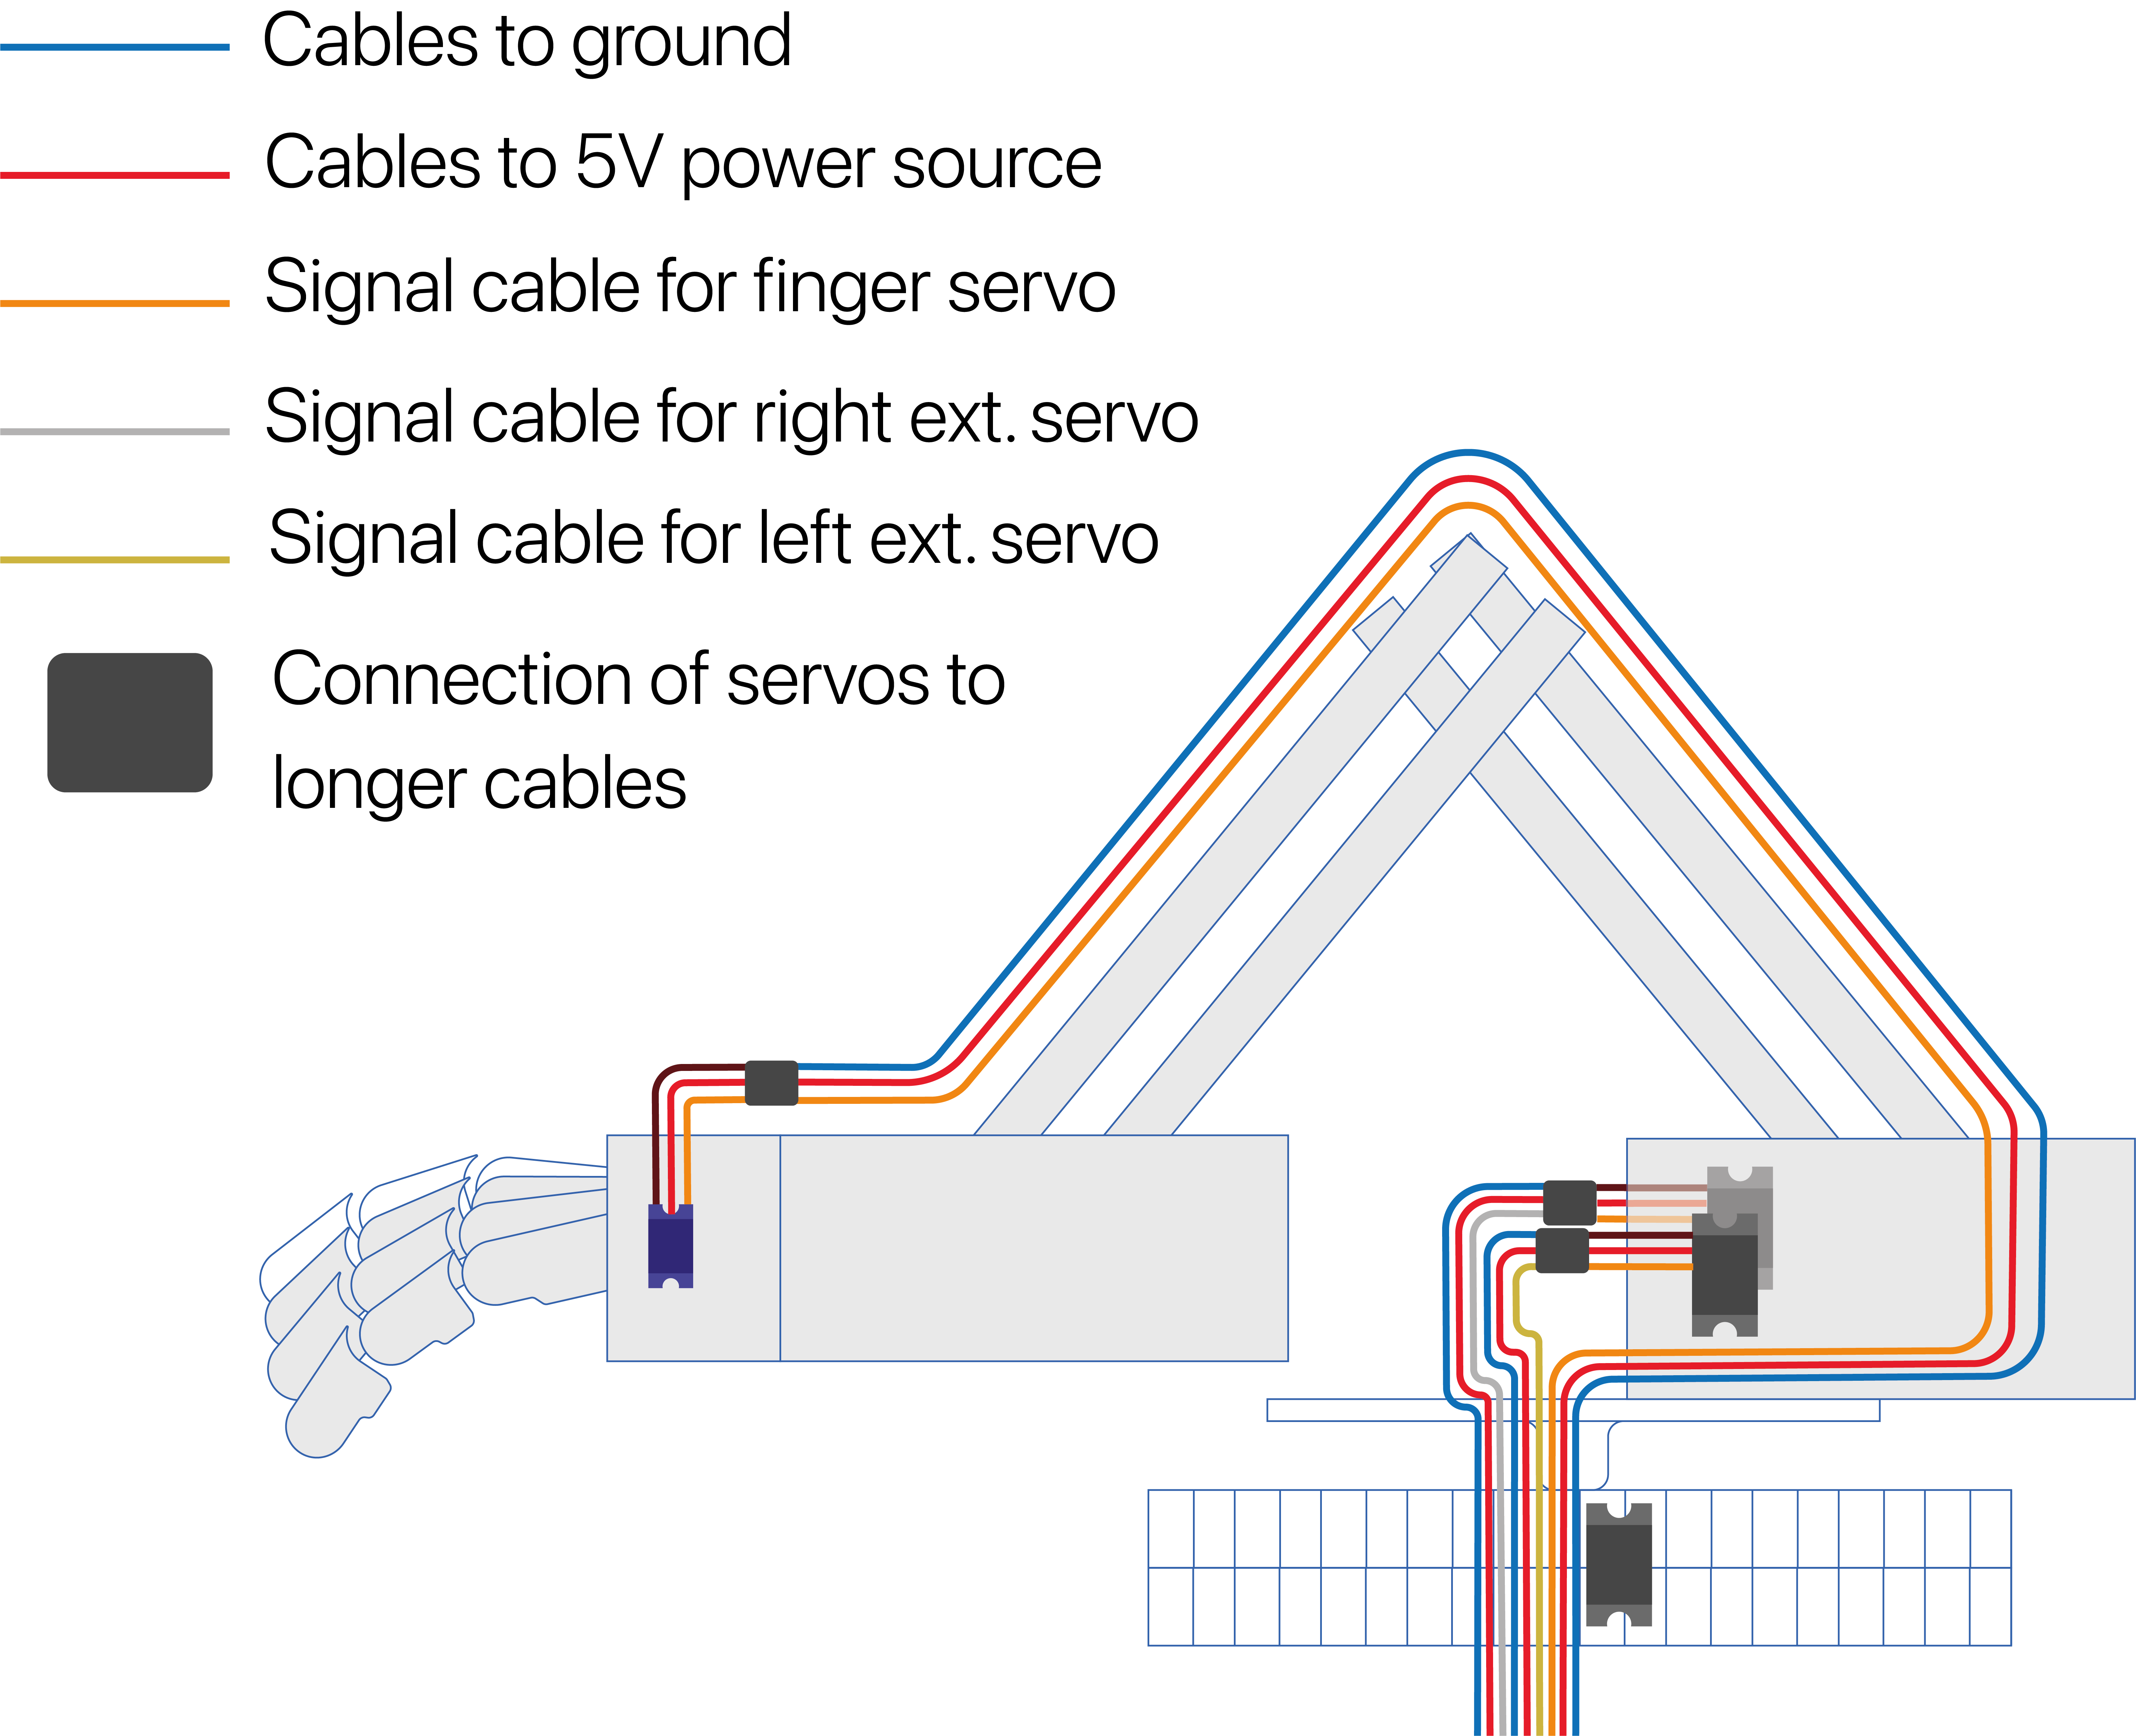 Cables to ground
Cables to 5V power source
Signal cable for finger servo
Signal cable for right ext. servo
Signal cable for left ext. servo
Connection of servos to
longer cables